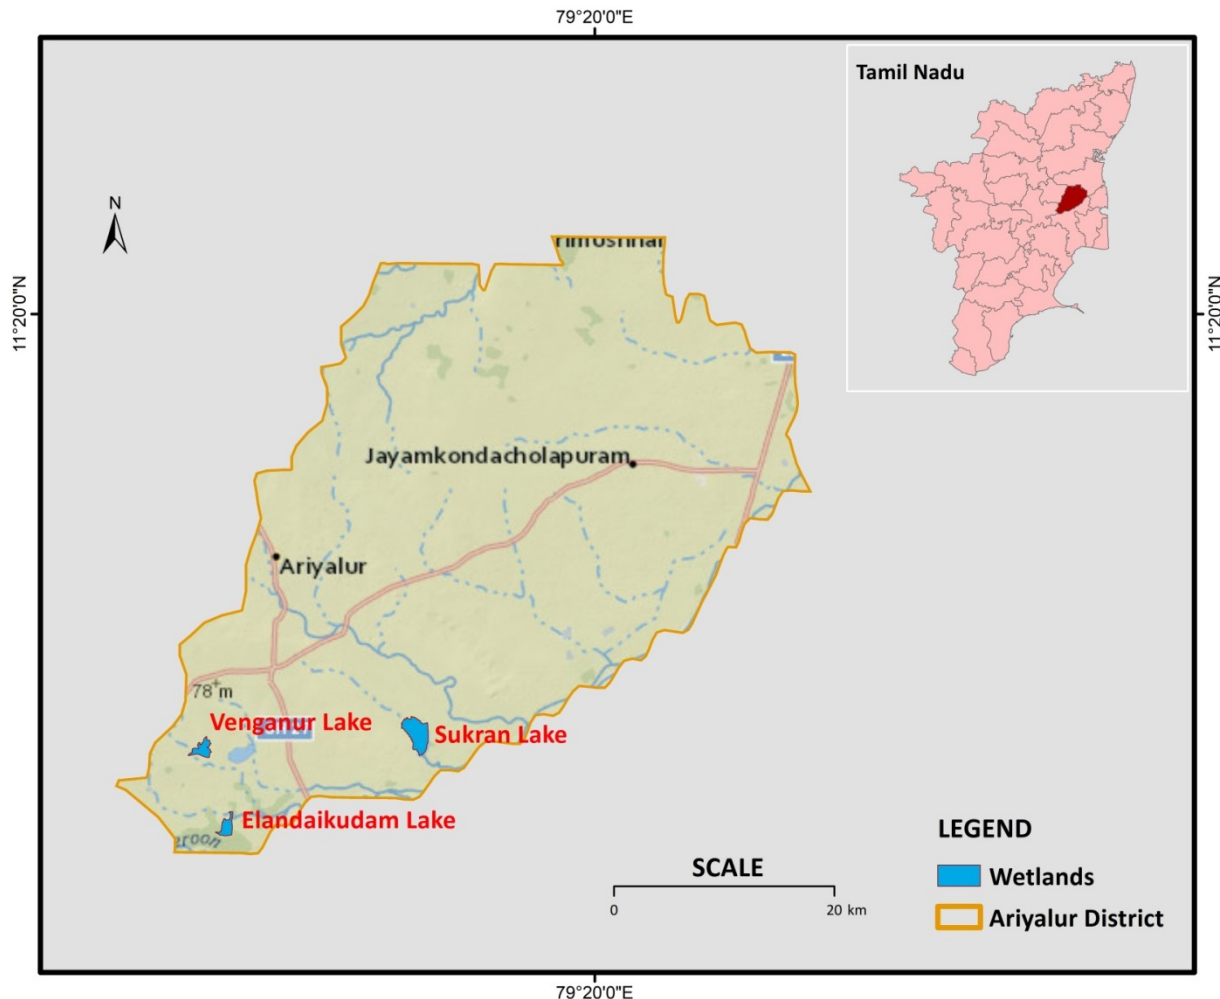 79°20'0"E
Tamil Nadu
N
11°20'0"N
11°20'0"N
Jayamkondacholapuram
Ariyalur
78 m
Venganur Lake
Sukran Lake
Elandaikudam Lake
LEGEND
SCALE
Wetlands
0
20 km
Ariyalur District
79°20'0"E